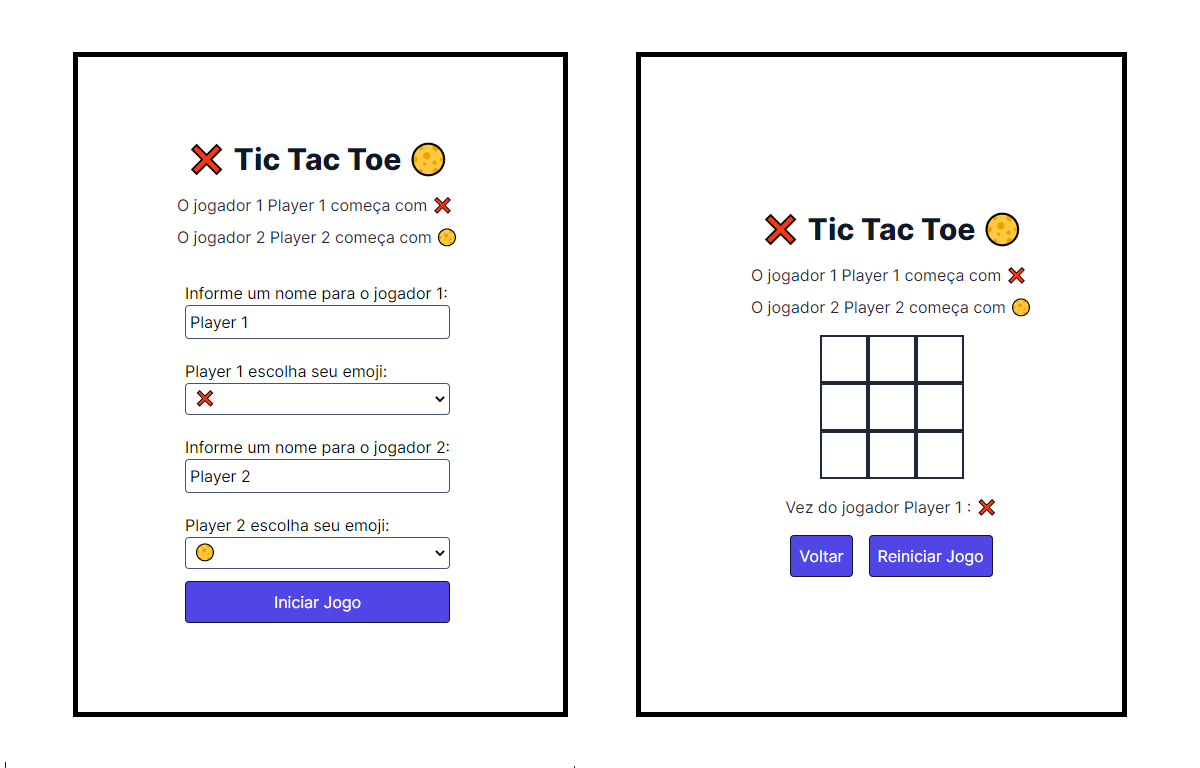 Tic Tac Toe
O jogador 1 Player 1 começa com
O jogador 2 Player 2 começa com
Informe um nome para o jogador 1:
Player 1
Player 1 escolha seu emoji:
Informe um nome para o jogador 2:
Player 2
Player 2 escolha seu emoji:
Iniciar Jogo
Tic Tac Toe
O jogador 1 Player 1 começa com
O jogador 2 Player 2 começa com
Vez do jogador Player 1 :
Voltar
Reiniciar Jogo